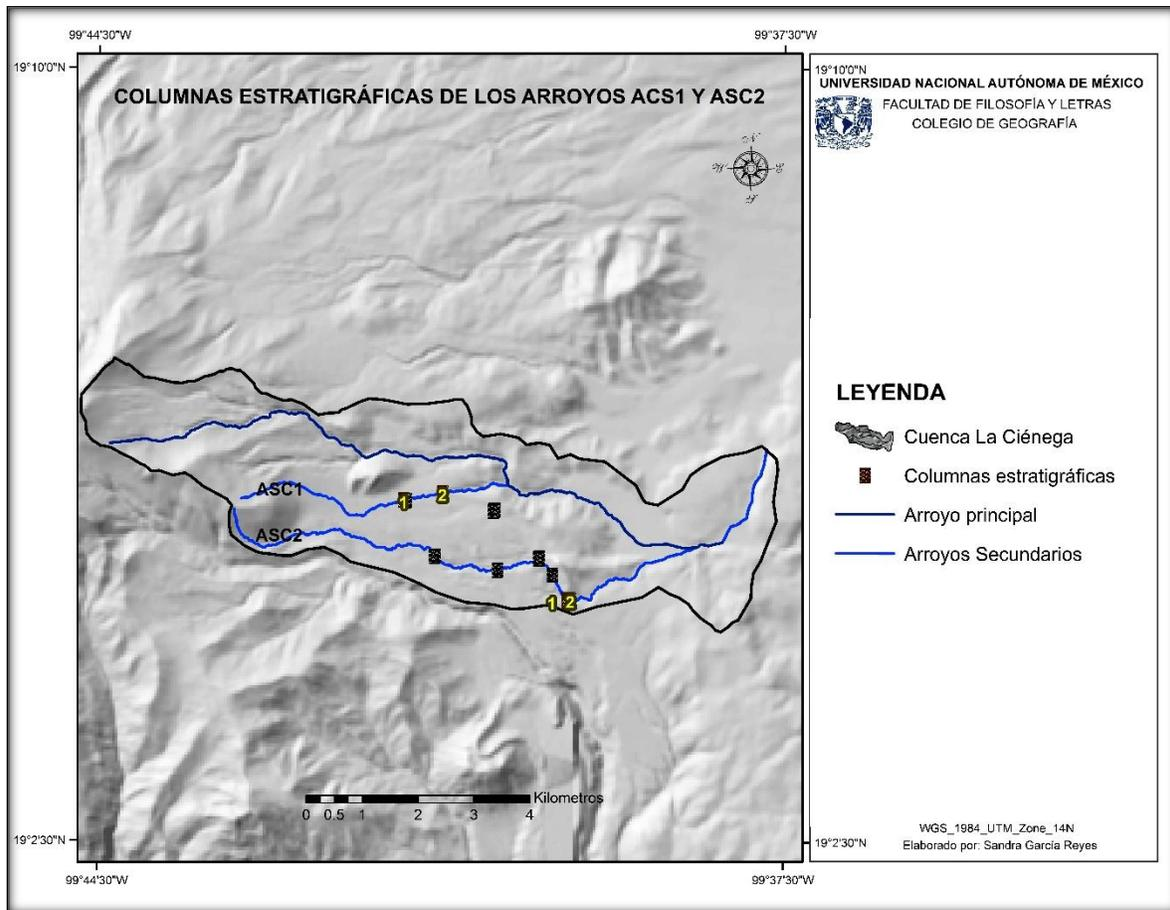 99°44'30"W
99°37'30"W
19°10'0"N
19°10'0"N
COLUMNAS ESTRATIGRÁFICAS DE LOS ARROYOS ACS1 Y ASC2
UNIVERSIDAD NACIONAL AUTÓNOMA DE MÉXICO
FACULTAD DE FILOSOFÍA Y LETRAS
COLEGIO DE GEOGRAFÍA
LEYENDA
Cuenca La Ciénega
Columnas estratigráficas
Arroyo principal
Arroyos Secundarios
ASC1
1
2
ASC2
1
2
Kilometros
0 0.5 1 2 3 4
WGS_1984_UTM_Zone_14N
Elaborado por: Sandra García Reyes
19°2'30"N
19°2'30"N
99°44'30"W
99°37'30"W